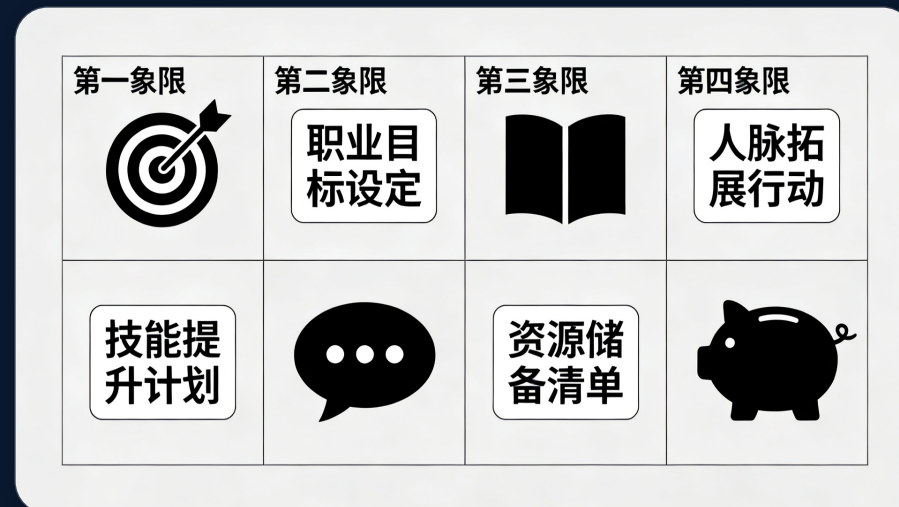 第一象限
第二象限
第三象限
第四象限
职业目
标设定
人脉拓
展行动
技能提
升计划
资源储
备清单